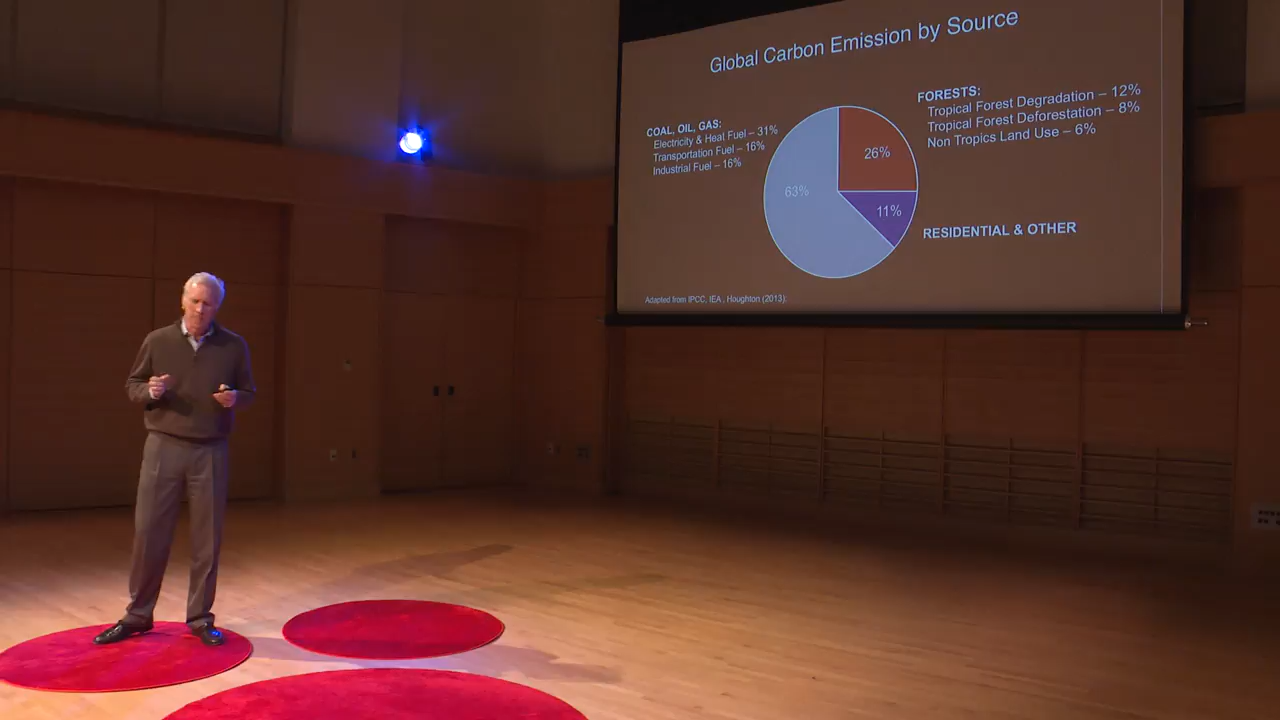 Global Carbon Emission by Source
COAL, OIL, GAS:
Electricity & Heat Fuel – 31%
Transportation Fuel – 16%
Industrial Fuel – 16%
FORESTS:
Tropical Forest Degradation – 12%
Tropical Forest Deforestation – 8%
Non Tropics Land Use – 6%
63%
26%
11%
RESIDENTIAL & OTHER
Adapted from IPCC, IEA , Houghton (2013);